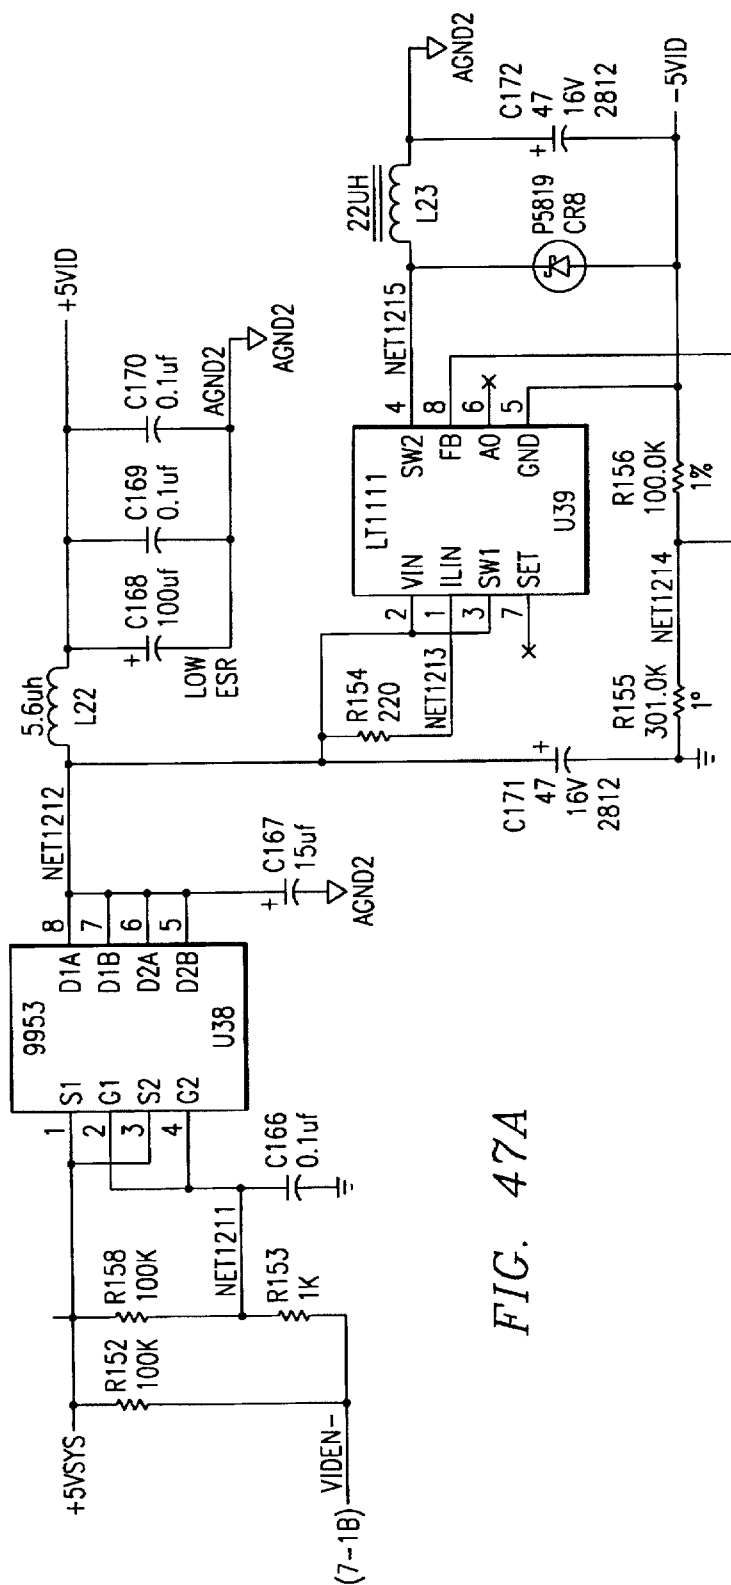 +5VSYS
R152
100K
R158
100K
VIDEN-
(7-1B)
R153
1K
NET1211
C166
0.1uf
1
2
3
4
S1
G1
S2
G2
9953
U38
D1A
D1B
D2A
D2B
8
7
6
5
NET1212
C167
15uf
+
AGND2
5.6uh
L22
+
C168
100uf
LOW
ESR
C169
0.1uf
C170
0.1uf
AGND2
AGND2
+5VID
R154
220
NET1213
2
1
3
7
VIN
ILIN
SW1
SET
LT1111
U39
SW2
FB
A0
GND
4
8
6
5
NET1215
22UH
L23
AGND2
P5819
CR8
+
C172
47
16V
2812
-5VID
C171
47
16V
2812
+
R155
301.0K
1°
NET1214
R156
100.0K
1%
FIG. 47A